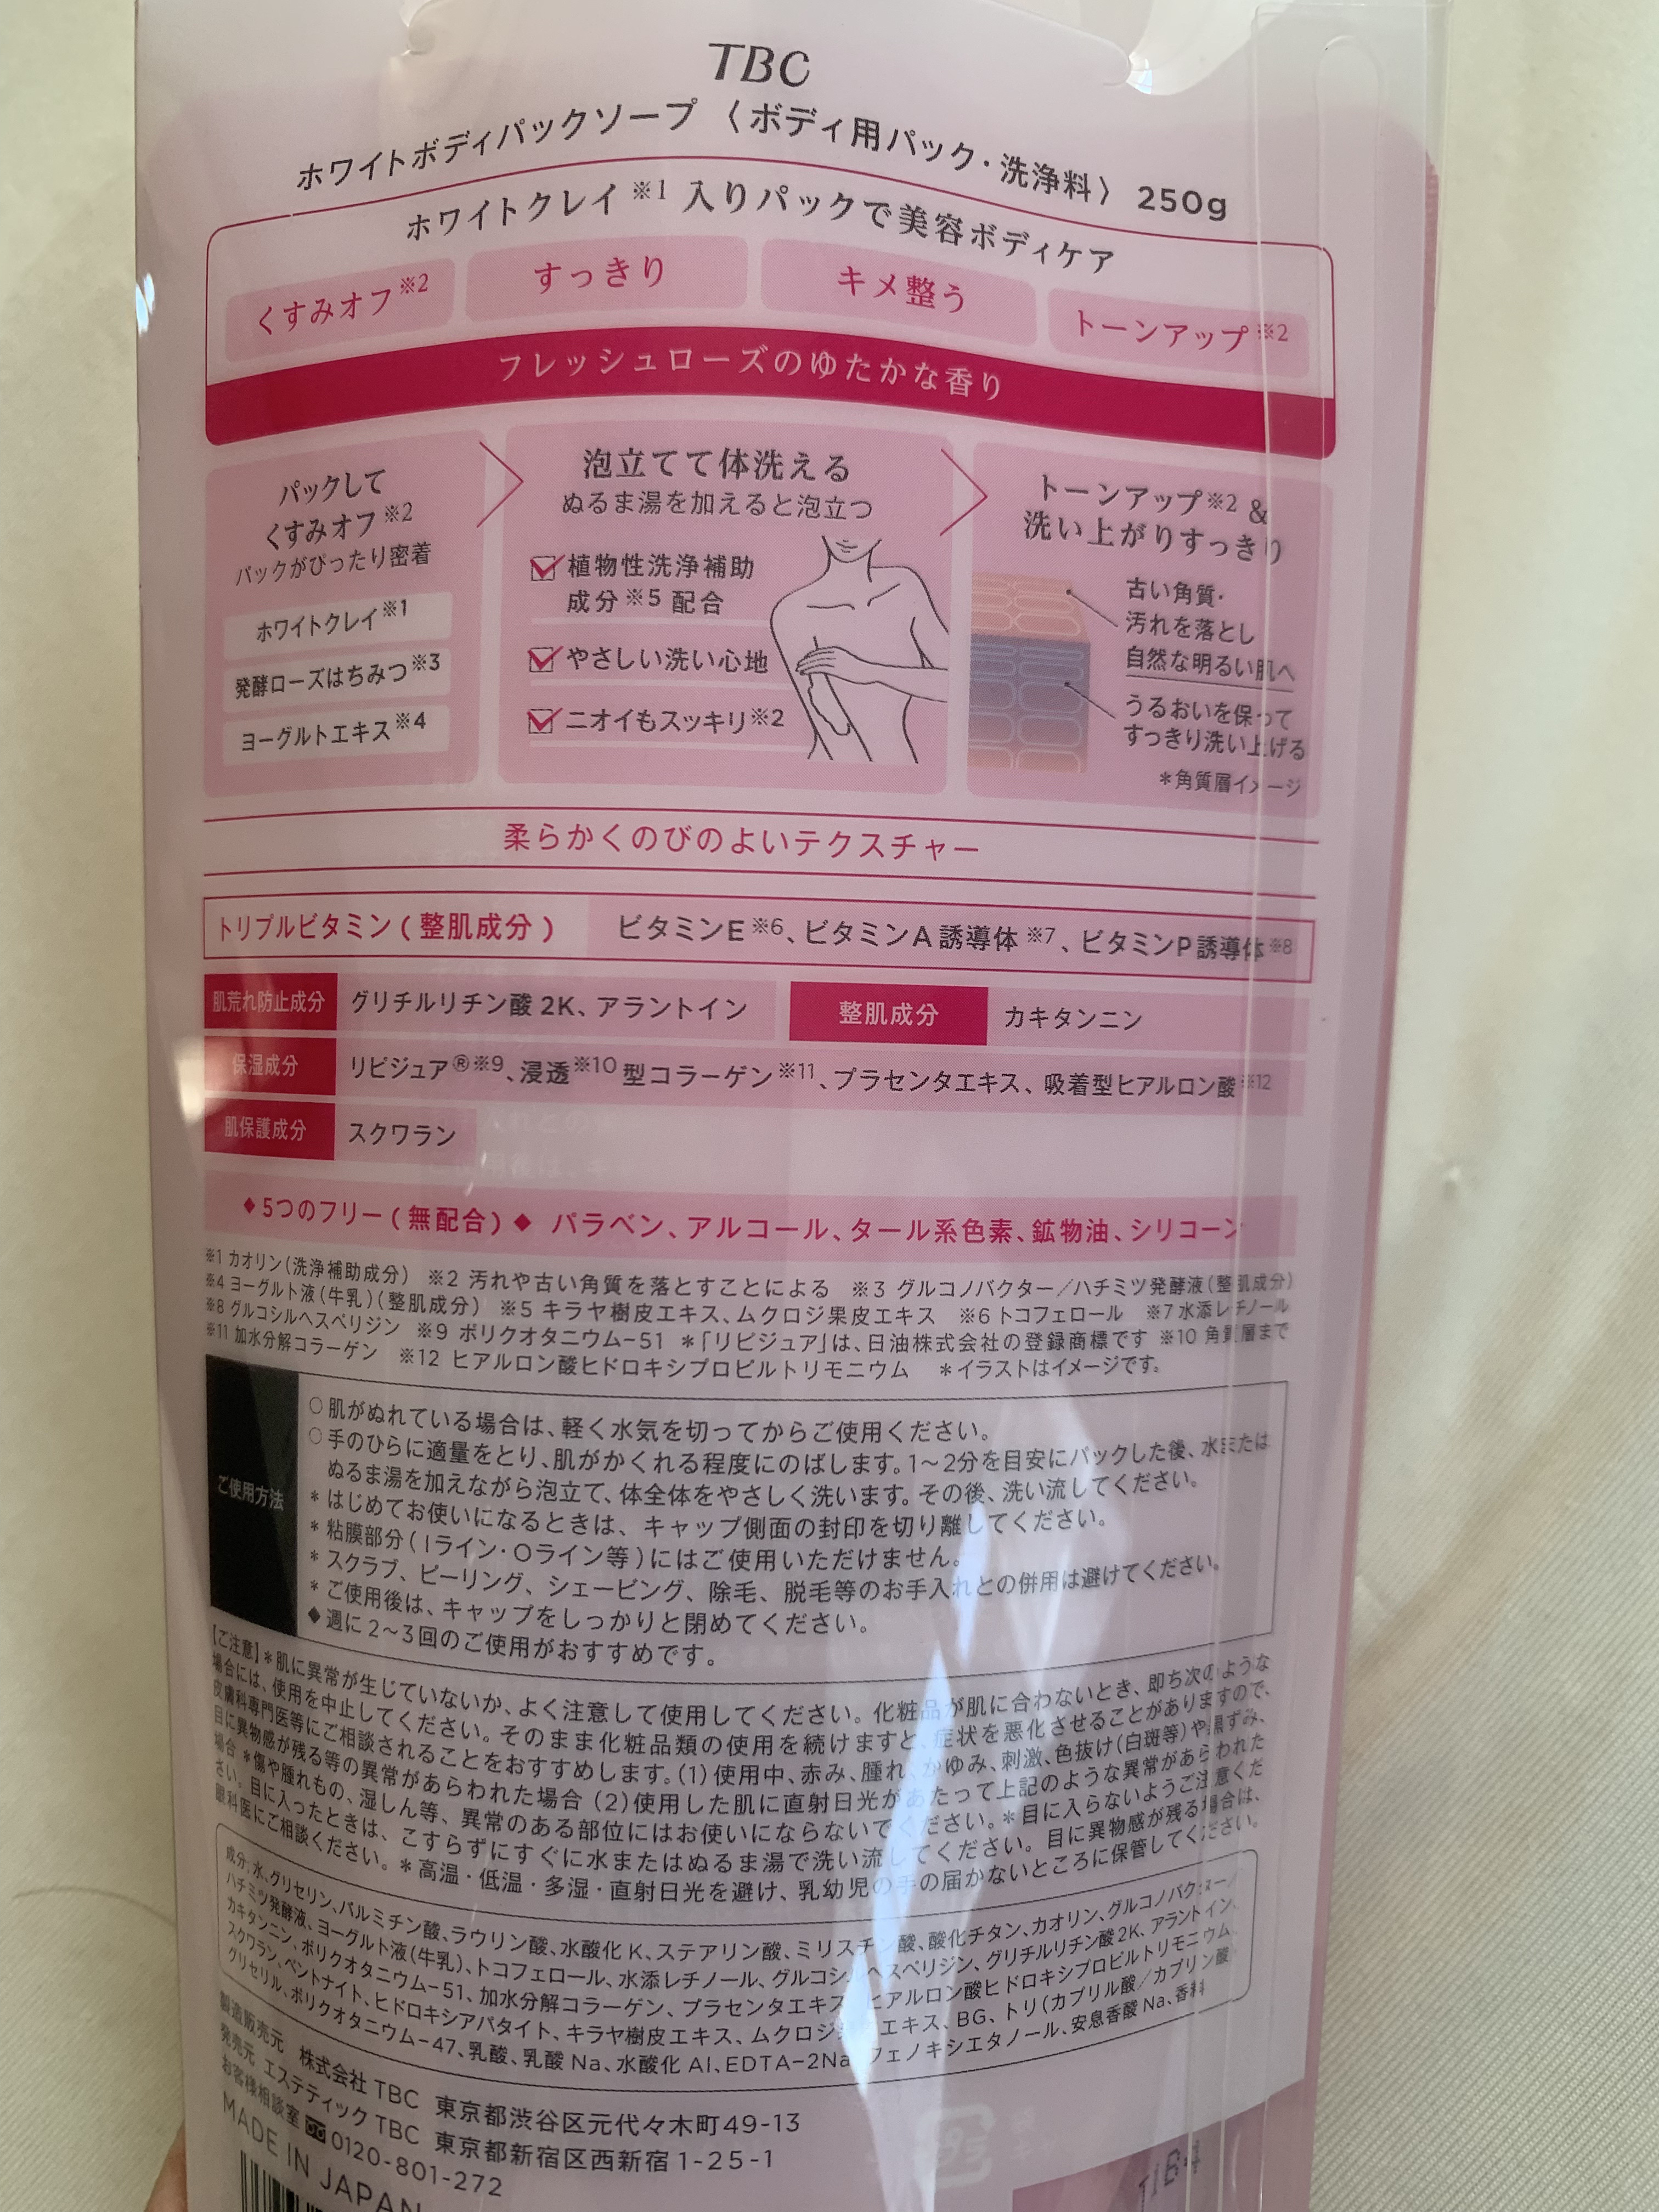 TBC
ホワイトボディパックソープ 〈ボディ用パック・洗浄料〉 250g
ホワイトクレイ※1 入りパックで美容ボディケア
くすみオフ※2
すっきり
キメ整う
トーンアップ※2
フレッシュローズのゆたかな香り
パックして
くすみオフ※2
パックがぴったり密着
ホワイトクレイ※1
発酵ローズはちみつ※3
ヨーグルトエキス※4
泡立てて体洗える
ぬるま湯を加えると泡立つ
植物性洗浄補助
成分※5 配合
やさしい洗い心地
ニオイもスッキリ※2
トーンアップ※2 &
洗い上がりすっきり
古い角質・
汚れを落とし
自然な明るい肌へ
うるおいを保って
すっきり洗い上げる
*角質層イメージ
柔らかくのびのよいテクスチャー
トリプルビタミン(整肌成分) ビタミンE※6、ビタミンA誘導体※7、ビタミンP誘導体※8
肌荒れ防止成分 グリチルリチン酸2K、アラントイン
整肌成分 カキタンニン
保湿成分 リピジュア®※9、浸透※10型コラーゲン※11、プラセンタエキス、吸着型ヒアルロン酸※12
肌保護成分 スクワラン
◆5つのフリー(無配合)◆ パラベン、アルコール、タール系色素、鉱物油、シリコーン
※1 カオリン(洗浄補助成分) ※2 汚れや古い角質を落とすことによる ※3 グルコノバクター/ハチミツ発酵液(整肌成分)
※4 ヨーグルト液(牛乳)(整肌成分) ※5 キラヤ樹皮エキス、ムクロジ果皮エキス ※6 トコフェロール ※7 水添レチノール
※8 グルコシルヘスペリジン ※9 ポリクオタニウム-51 *「リピジュア」は、日油株式会社の登録商標です ※10 角質層まで
※11 加水分解コラーゲン ※12 ヒアルロン酸ヒドロキシプロピルトリモニウム *イラストはイメージです。
ご使用方法
○肌がぬれている場合は、軽く水気を切ってからご使用ください。
○手のひらに適量をとり、肌がかくれる程度にのばします。1〜2分を目安にパックした後、水または
ぬるま湯を加えながら泡立て、体全体をやさしく洗います。その後、洗い流してください。
*はじめてお使いになるときは、キャップ側面の封印を切り離してください。
*粘膜部分(Iライン・Oライン等)にはご使用いただけません。
*スクラブ、ピーリング、シェービング、除毛、脱毛等のお手入れとの併用は避けてください。
*ご使用後は、キャップをしっかりと閉めてください。
◆週に2〜3回のご使用がおすすめです。
【ご注意】*肌に異常が生じていないか、よく注意して使用してください。化粧品が肌に合わないとき、即ち次のような
場合には、使用を中止してください。そのまま化粧品類の使用を続けますと、症状を悪化させることがありますので、
皮膚科専門医等にご相談されることをおすすめします。(1)使用中、赤み、腫れ、かゆみ、刺激、色抜け(白斑等)や黒ずみ、
目に異物感が残る等の異常があらわれた場合 (2)使用した肌に直射日光があたって上記のような異常があらわれた
場合 *傷や腫れもの、湿しん等、異常のある部位にはお使いにならないでください。*目に入らないようご注意くだ
さい。目に入ったときは、こすらずにすぐに水またはぬるま湯で洗い流してください。目に異物感が残る場合は、
眼科医にご相談ください。*高温・低温・多湿・直射日光を避け、乳幼児の手の届かないところに保管してください。
成分:水、グリセリン、パルミチン酸、ラウリン酸、水酸化K、ステアリン酸、ミリスチン酸、酸化チタン、カオリン、グルコノバクター/
ハチミツ発酵液、ヨーグルト液(牛乳)、トコフェロール、水添レチノール、グルコシルヘスペリジン、グリチルリチン酸2K、アラントイン、
カキタンニン、ポリクオタニウム-51、加水分解コラーゲン、プラセンタエキス、ヒアルロン酸ヒドロキシプロピルトリモニウム、
スクワラン、ベントナイト、ヒドロキシアパタイト、キラヤ樹皮エキス、ムクロジ エキス、BG、トリ(カプリル酸/カプリン酸)
グリセリル、ポリクオタニウム-47、乳酸、乳酸Na、水酸化Al、EDTA-2Na、フェノキシエタノール、安息香酸Na、香料
製造販売元 株式会社TBC 東京都渋谷区元代々木町49-13
発売元 エステティックTBC 東京都新宿区西新宿1-25-1
お客様相談室 0120-801-272
MADE IN JAPAN